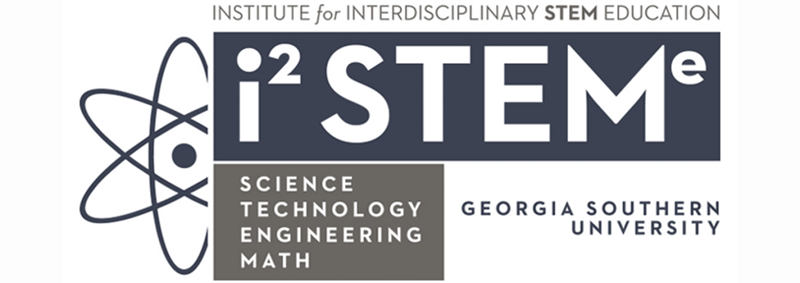 INSTITUTE for INTERDISCIPLINARY STEM EDUCATION
i² STEMᵉ
SCIENCE
TECHNOLOGY
ENGINEERING
MATH
GEORGIA SOUTHERN
UNIVERSITY